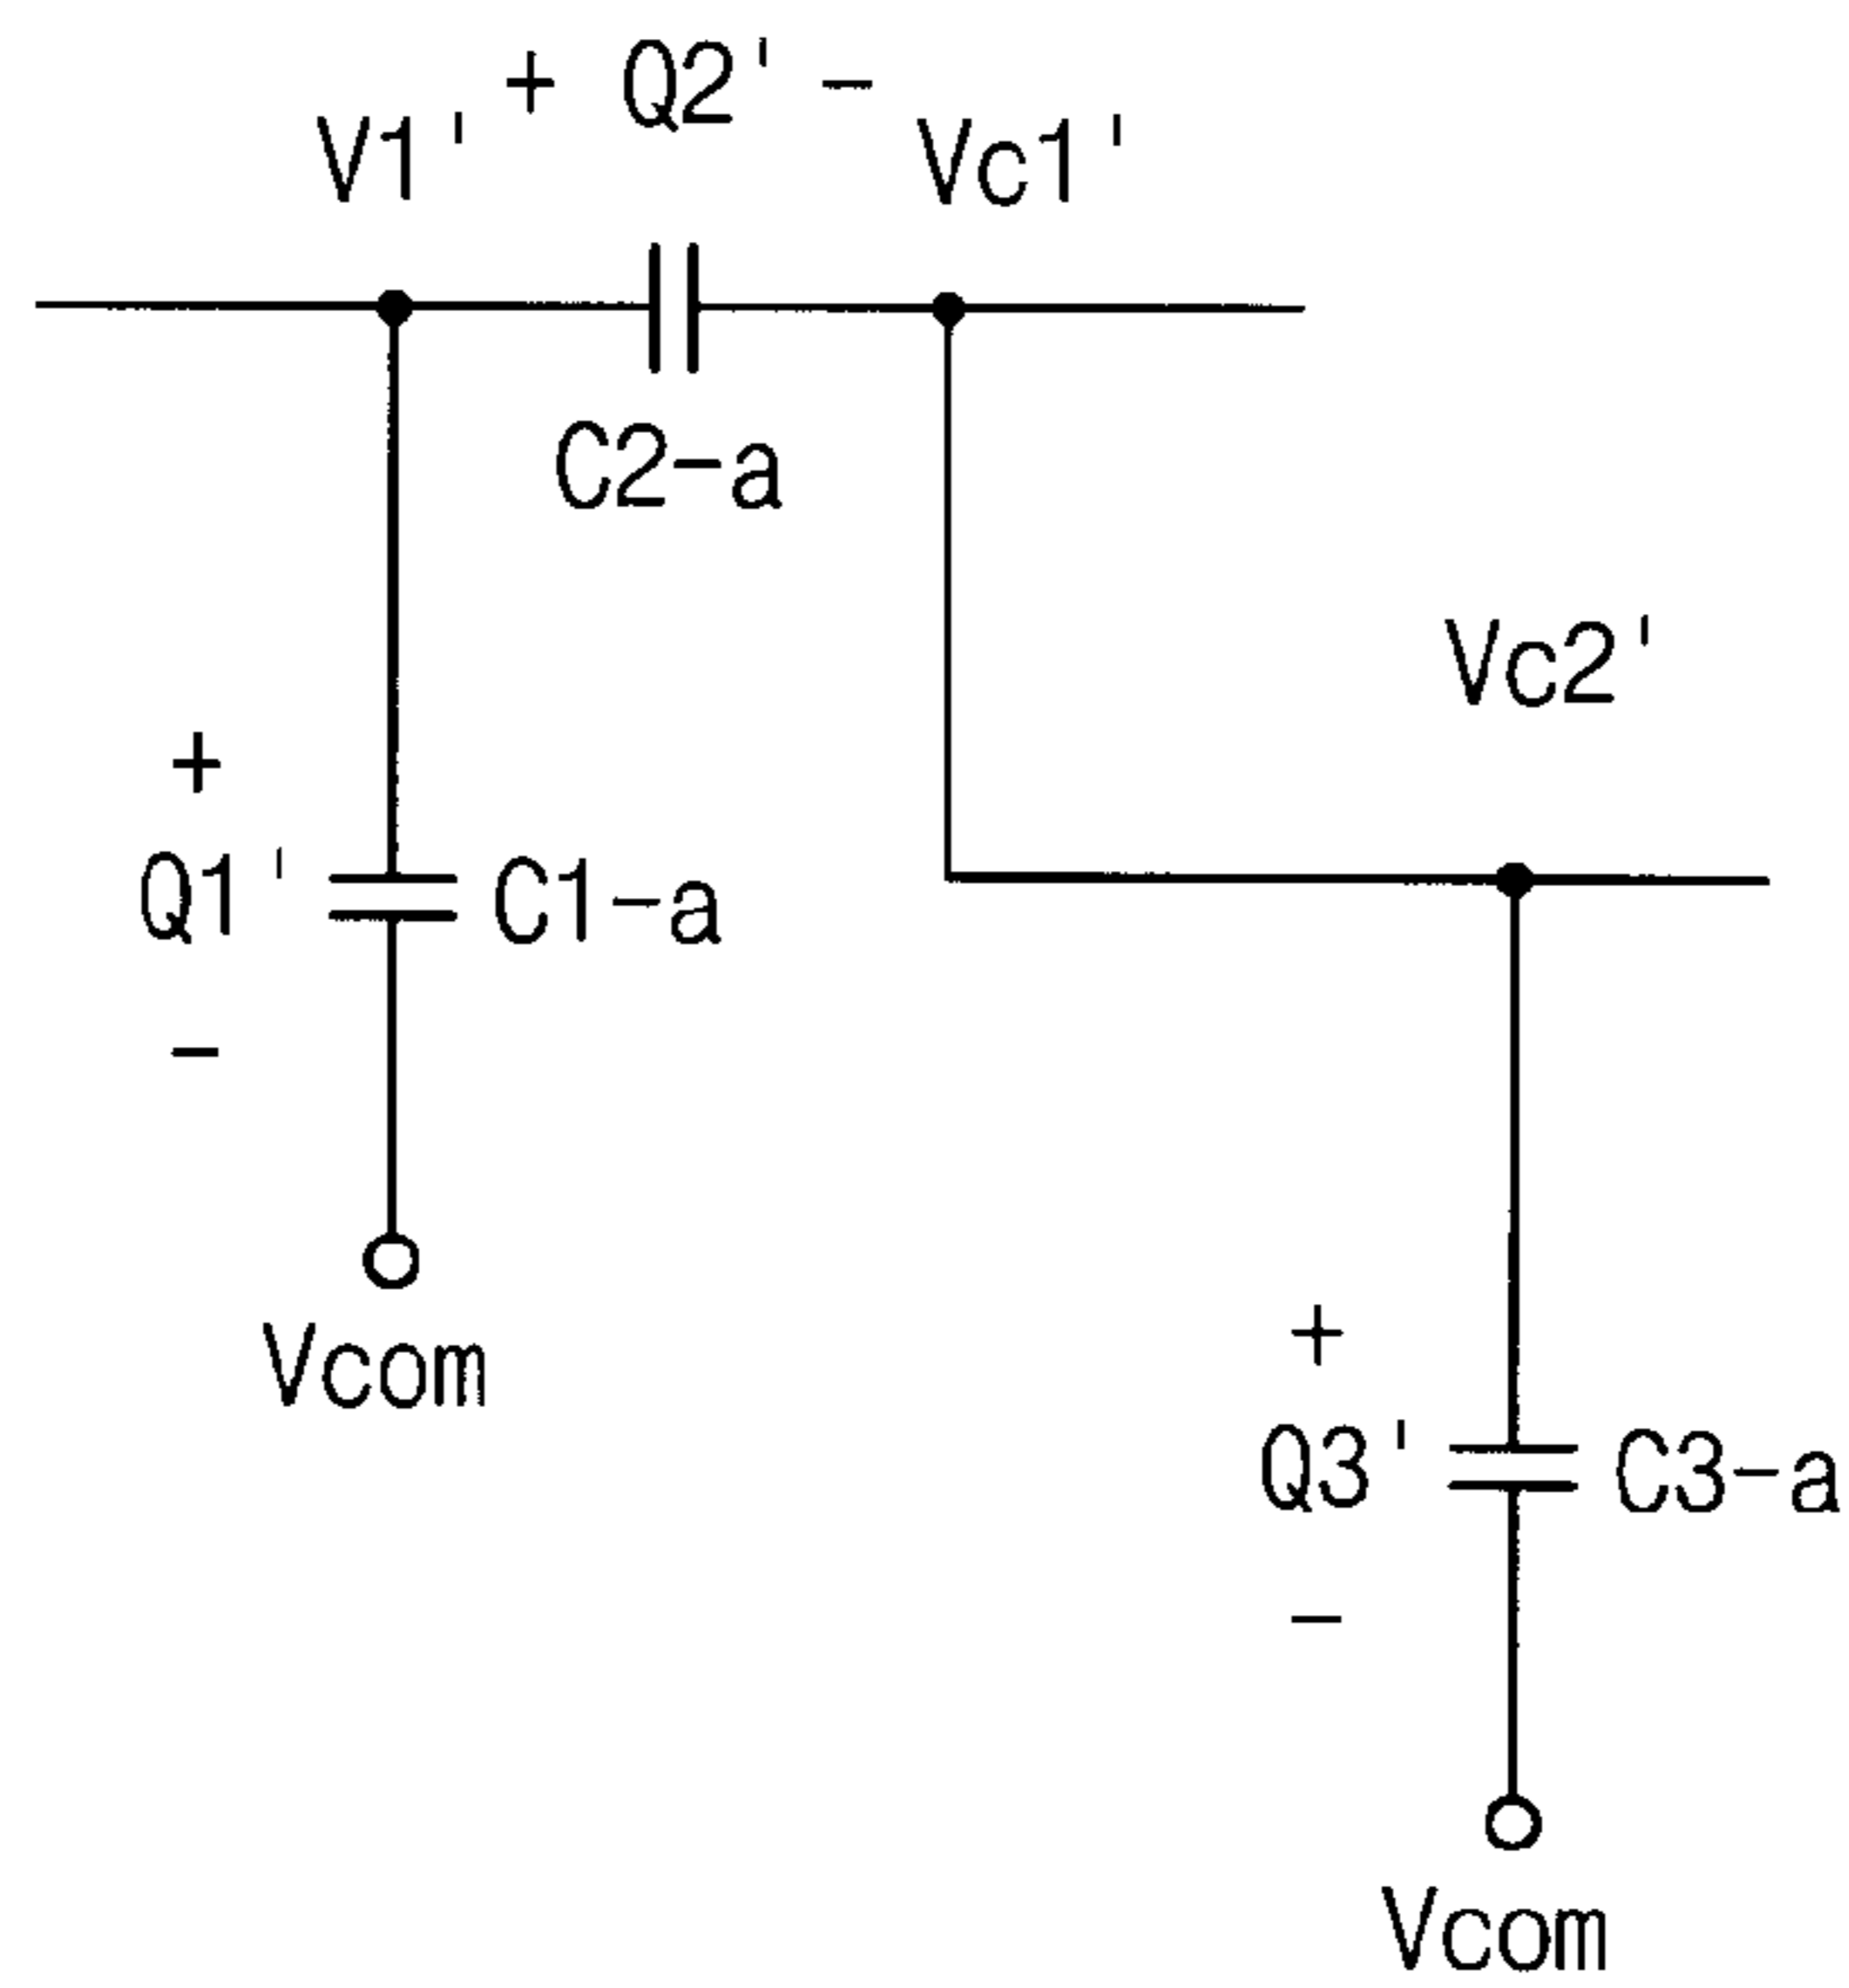 + Q2' -
V1' Vc1'
C2-a
Vc2'
+
Q1' C1-a
-
Vcom
+
Q3' C3-a
-
Vcom